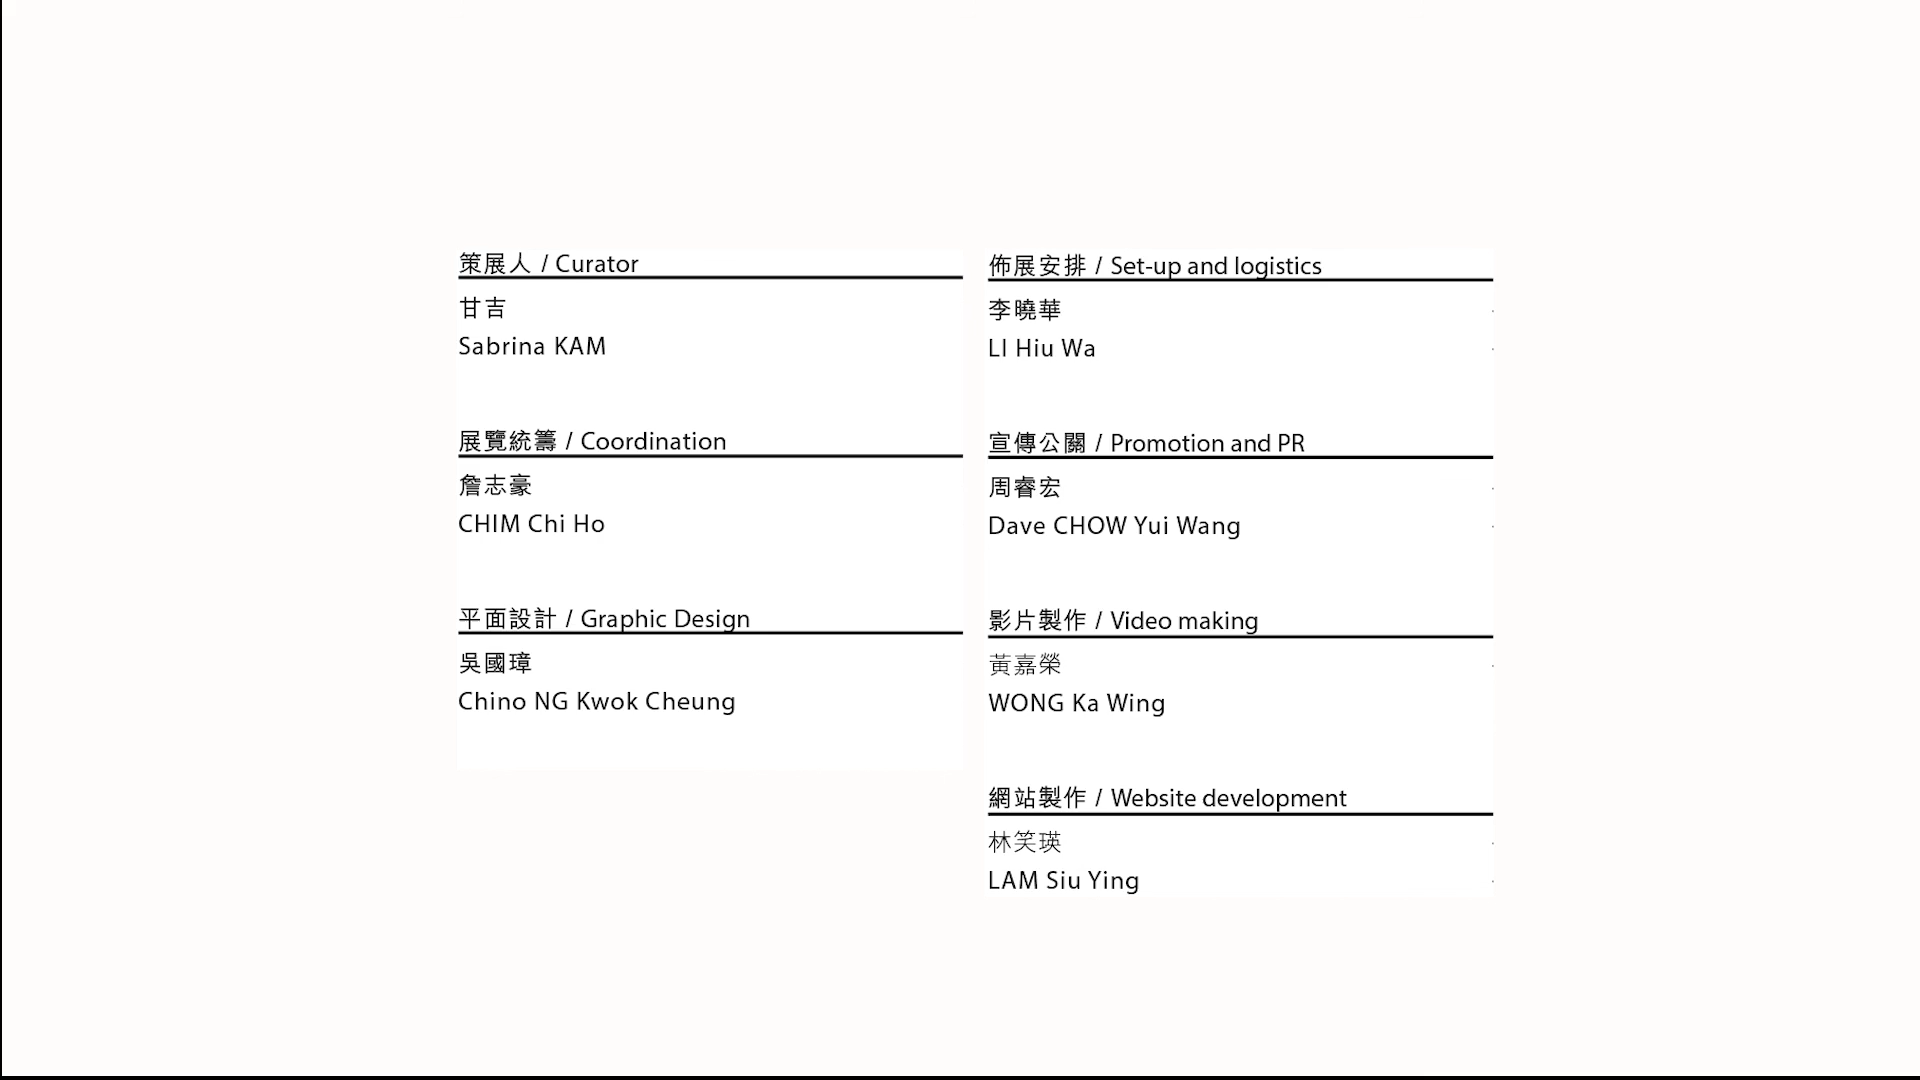 策展人 / Curator
甘吉
Sabrina KAM
展覽統籌 / Coordination
詹志豪
CHIM Chi Ho
平面設計 / Graphic Design
吳國璋
Chino NG Kwok Cheung
佈展安排 / Set-up and logistics
李曉華
LI Hiu Wa
宣傳公關 / Promotion and PR
周睿宏
Dave CHOW Yui Wang
影片製作 / Video making
黃嘉榮
WONG Ka Wing
網站製作 / Website development
林笑瑛
LAM Siu Ying